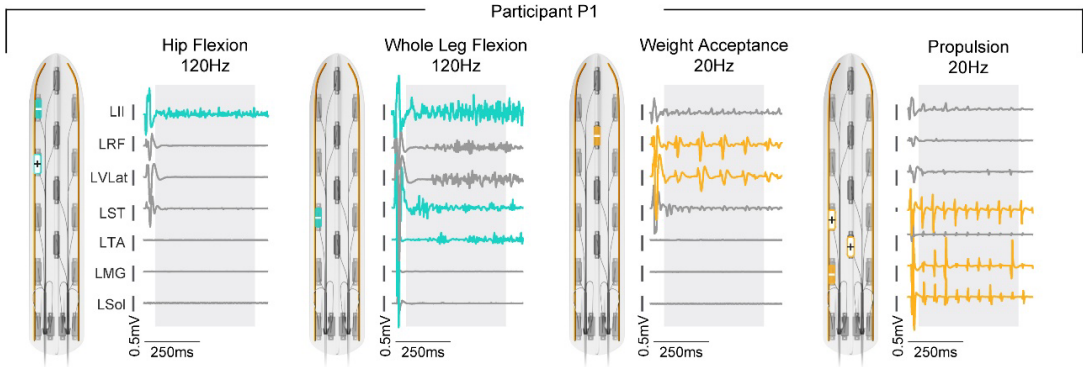 Participant P1
Hip Flexion
120Hz
Whole Leg Flexion
120Hz
Weight Acceptance
20Hz
Propulsion
20Hz
LIl
LRF
LVLat
LST
LTA
LMG
LSol
+
+
+
0.5mV
250ms
0.5mV
250ms
0.5mV
250ms
0.5mV
250ms